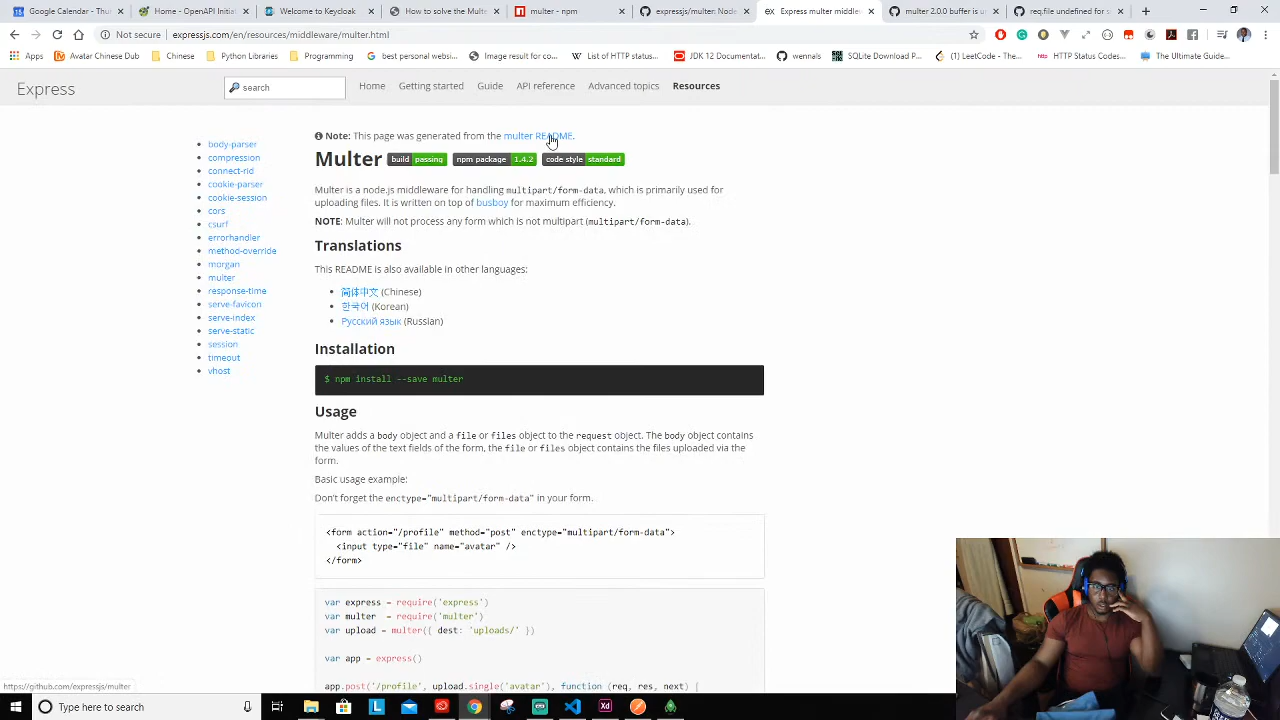 Google Calendar - Thur
Home - OpenAPI Initiati
Welcome to Keycloak
How to solve the Multe
multer - npm
expressjs/multer: Node
Express multer middlew
multer 2.0.0 buffer is un
req.file undefined for si
Not secure
expressjs.com/en/resources/middleware/multer.html
Apps
Avatar Chinese Dub
Chinese
Python Libraries
Founding
best personal websi...
Image result for co...
List of HTTP status...
JDK 12 Documentat...
wennals
SQLite Download P...
(1) LeetCode - The...
HTTP Status Codes...
The Ultimate Guide...
Express
search
Home
Getting started
Guide
API reference
Advanced topics
Resources
body-parser
compression
connect-rid
cookie-parser
cookie-session
cors
csurf
errorhandler
method-override
morgan
multer
response-time
serve-favicon
serve-index
serve-static
session
timeout
vhost
Note: This page was generated from the multer README.
Multer build passing npm package 1.4.2 code style standard
Multer is a node.js middleware for handling multipart/form-data, which is primarily used for
uploading files. It is written on top of busboy for maximum efficiency.
NOTE: Multer will not process any form which is not multipart (multipart/form-data).
Translations
This README is also available in other languages:
简体中文 (Chinese)
한국어 (Korean)
Русский язык (Russian)
Installation
$ npm install --save multer
Usage
Multer adds a body object and a file or files object to the request object. The body object contains
the values of the text fields of the form, the file or files object contains the files uploaded via the
form.
Basic usage example:
Don't forget the enctype="multipart/form-data" in your form.
<form action="/profile" method="post" enctype="multipart/form-data">
<input type="file" name="avatar" />
</form>
var express = require('express')
var multer = require('multer')
var upload = multer({ dest: 'uploads/' })
var app = express()
app.post('/profile', upload.single('avatar'), function (req, res, next) {
https://github.com/expressjs/multer
Type here to search